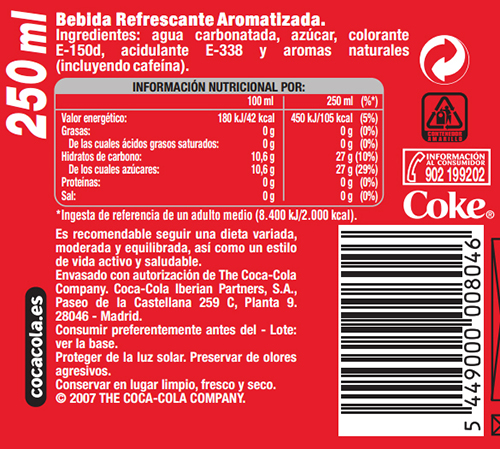 250 ml
Bebida Refrescante Aromatizada.
Ingredientes: agua carbonatada, azúcar, colorante
E-150d, acidulante E-338 y aromas naturales
(incluyendo cafeína).
INFORMACIÓN NUTRICIONAL POR:
100 ml 250 ml (%*)
Valor energético: 180 kJ/42 kcal 450 kJ/105 kcal (5%)
Grasas: 0 g 0 g (0%)
De las cuales ácidos grasos saturados: 0 g 0 g (0%)
Hidratos de carbono: 10,6 g 27 g (10%)
De los cuales azúcares: 10,6 g 27 g (29%)
Proteínas: 0 g 0 g (0%)
Sal: 0 g 0 g (0%)
*Ingesta de referencia de un adulto medio (8.400 kJ/2.000 kcal).
Es recomendable seguir una dieta variada,
moderada y equilibrada, así como un estilo
de vida activo y saludable.
Envasado con autorización de The Coca-Cola
Company. Coca-Cola Iberian Partners, S.A.,
Paseo de la Castellana 259 C, Planta 9.
28046 - Madrid.
Consumir preferentemente antes del - Lote:
ver la base.
Proteger de la luz solar. Preservar de olores
agresivos.
Conservar en lugar limpio, fresco y seco.
© 2007 THE COCA-COLA COMPANY.
cocacola.es
CONTENEDOR
AMARILLO
INFORMACIÓN
AL CONSUMIDOR
902 199202
Coke®
5 449000 008046